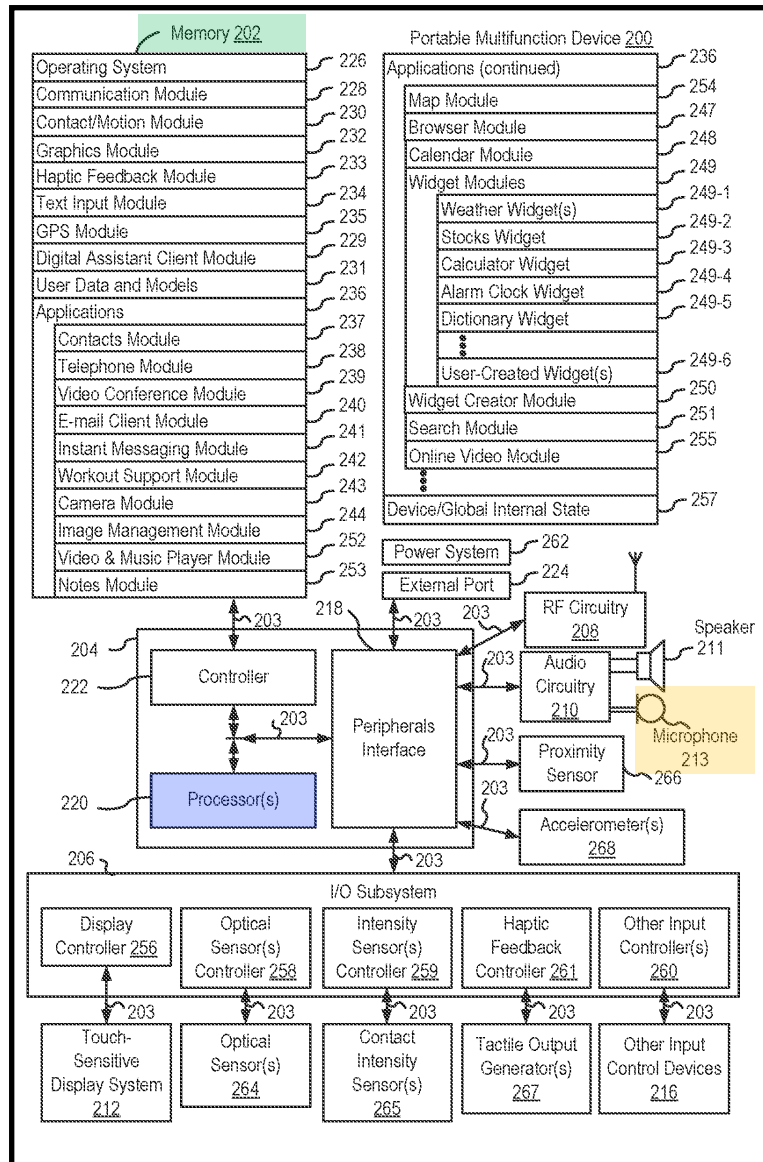 Memory 202
Operating System 226
Communication Module 228
Contact/Motion Module 230
Graphics Module 232
Haptic Feedback Module 233
Text Input Module 234
GPS Module 235
Digital Assistant Client Module 229
User Data and Models 231
Applications 236
Contacts Module 237
Telephone Module 238
Video Conference Module 239
E-mail Client Module 240
Instant Messaging Module 241
Workout Support Module 242
Camera Module 243
Image Management Module 244
Video & Music Player Module 252
Notes Module 253
Portable Multifunction Device 200
Applications (continued) 236
Map Module 254
Browser Module 247
Calendar Module 248
Widget Modules 249
Weather Widget(s) 249-1
Stocks Widget 249-2
Calculator Widget 249-3
Alarm Clock Widget 249-4
Dictionary Widget 249-5
User-Created Widget(s) 249-6
Widget Creator Module 250
Search Module 251
Online Video Module 255
Device/Global Internal State 257
Power System 262
External Port 224
203
203
203
204
218
RF Circuitry
208
Speaker
211
222
Controller
203
Audio
Circuitry
210
203
Peripherals
Interface
Microphone
213
220
Processor(s)
203
Proximity
Sensor
266
203
Accelerometer(s)
268
203
206
I/O Subsystem
Display
Controller 256
Optical
Sensor(s)
Controller 258
Intensity
Sensor(s)
Controller 259
Haptic
Feedback
Controller 261
Other Input
Controller(s)
260
203
203
203
203
203
Touch-
Sensitive
Display System
212
Optical
Sensor(s)
264
Contact
Intensity
Sensor(s)
265
Tactile Output
Generator(s)
267
Other Input
Control Devices
216